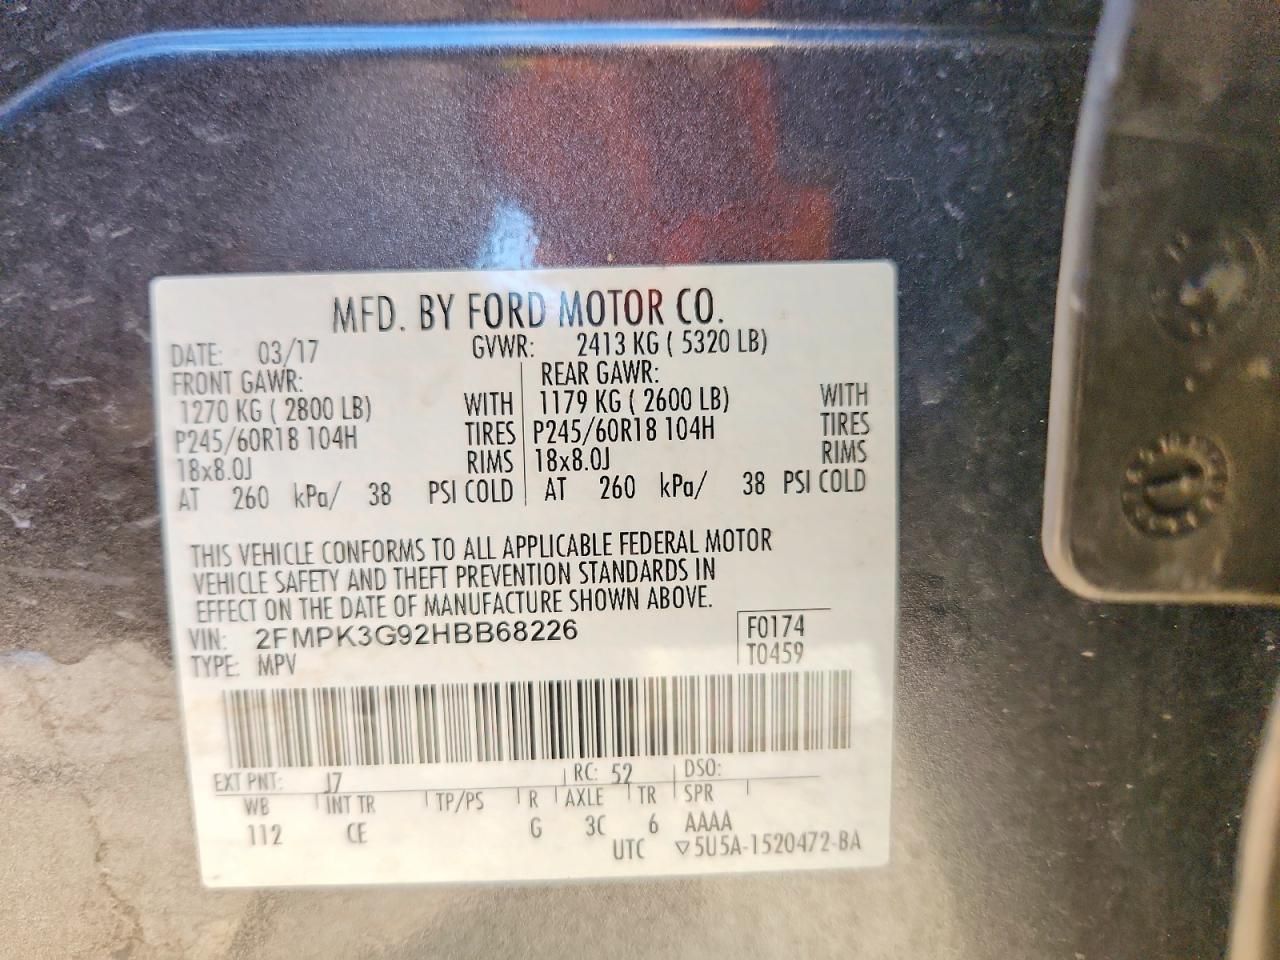 MFD. BY FORD MOTOR CO.
DATE: 03/17 GVWR: 2413 KG ( 5320 LB)
FRONT GAWR: REAR GAWR:
1270 KG ( 2800 LB) WITH 1179 KG ( 2600 LB) WITH
P245/60R18 104H TIRES P245/60R18 104H TIRES
18x8.0J RIMS 18x8.0J RIMS
AT 260 kPa/ 38 PSI COLD AT 260 kPa/ 38 PSI COLD
THIS VEHICLE CONFORMS TO ALL APPLICABLE FEDERAL MOTOR
VEHICLE SAFETY AND THEFT PREVENTION STANDARDS IN
EFFECT ON THE DATE OF MANUFACTURE SHOWN ABOVE.
VIN: 2FMPK3G92HBB68226 F0174
TYPE: MPV T0459
EXT PNT: J7 RC: 52 DSO:
WB INT TR TP/PS R AXLE TR SPR
112 CE G 3C 6 AAAA
UTC ▽5U5A-1520472-BA